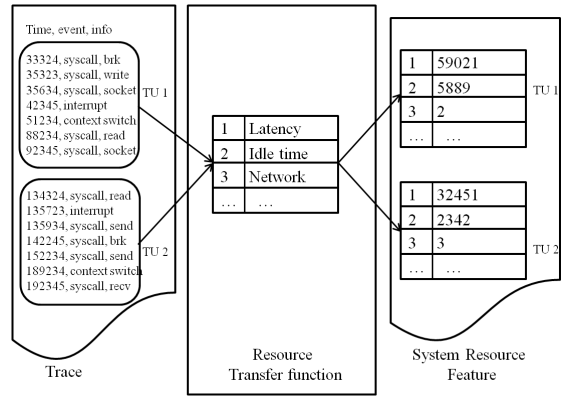 Time, event, info
33324, syscall, brk
35323, syscall, write
35634, syscall, socket
42345, interrupt
51234, context switch
88234, syscall, read
92345, syscall, socket
TU 1
134324, syscall, read
135723, interrupt
135934, syscall, send
142245, syscall, brk
152234, syscall, send
189234, context switch
192345, syscall, recv
TU 2
Trace
1 Latency
2 Idle time
3 Network
... ...
Resource
Transfer function
1 59021
2 5889
3 2
... ...
TU 1
1 32451
2 2342
3 3
... ...
TU 2
System Resource
Feature